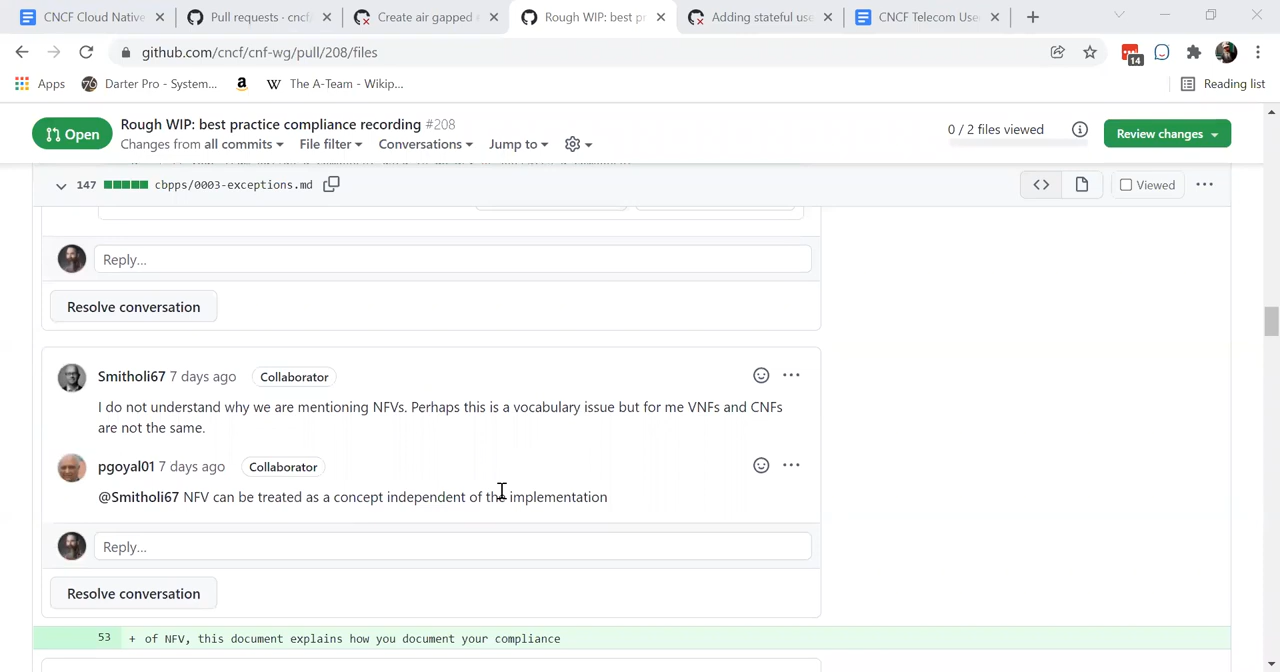 CNCF Cloud Native
Pull requests · cncf/
Create air gapped
Rough WIP: best pr
Adding stateful use
CNCF Telecom Use
github.com/cncf/cnf-wg/pull/208/files
14
Apps
Darter Pro - System...
The A-Team - Wikip...
Reading list
Open
Rough WIP: best practice compliance recording #208
Changes from all commits
File filter
Conversations
Jump to
0 / 2 files viewed
Review changes
147
cbpps/0003-exceptions.md
Viewed
Reply...
Resolve conversation
Smitholi67 7 days ago
Collaborator
I do not understand why we are mentioning NFVs. Perhaps this is a vocabulary issue but for me VNFs and CNFs
are not the same.
pgoyal01 7 days ago
Collaborator
@Smitholi67 NFV can be treated as a concept independent of the implementation
Reply...
Resolve conversation
53 + of NFV, this document explains how you document your compliance